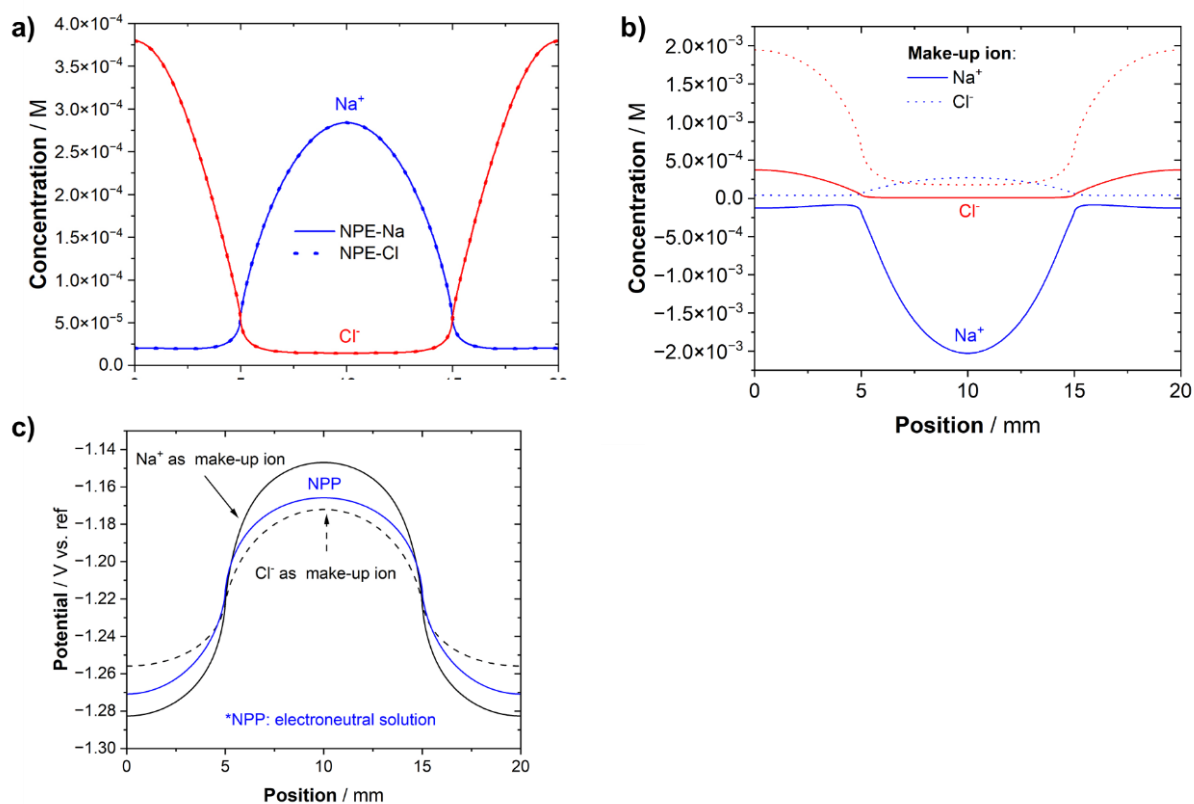 a)
4.0×10⁻⁴
3.5×10⁻⁴
3.0×10⁻⁴
2.5×10⁻⁴
2.0×10⁻⁴
1.5×10⁻⁴
1.0×10⁻⁴
5.0×10⁻⁵
0.0
Concentration / M
Na⁺
NPE-Na
NPE-Cl
Cl⁻
0 5 10 15 20
b)
2.0×10⁻³
1.5×10⁻³
1.0×10⁻³
5.0×10⁻⁴
0.0
−5.0×10⁻⁴
−1.0×10⁻³
−1.5×10⁻³
−2.0×10⁻³
Concentration / M
Make-up ion:
Na⁺
Cl⁻
Cl⁻
Na⁺
0 5 10 15 20
Position / mm
c)
−1.14
−1.16
−1.18
−1.20
−1.22
−1.24
−1.26
−1.28
−1.30
Potential / V vs. ref
Na⁺ as make-up ion
NPP
Cl⁻ as make-up ion
*NPP: electroneutral solution
0 5 10 15 20
Position / mm